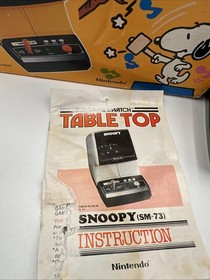 Nintendo
WATCH
TABLE TOP
SNOOPY
SNOOPY (SM-73)
INSTRUCTION
Nintendo